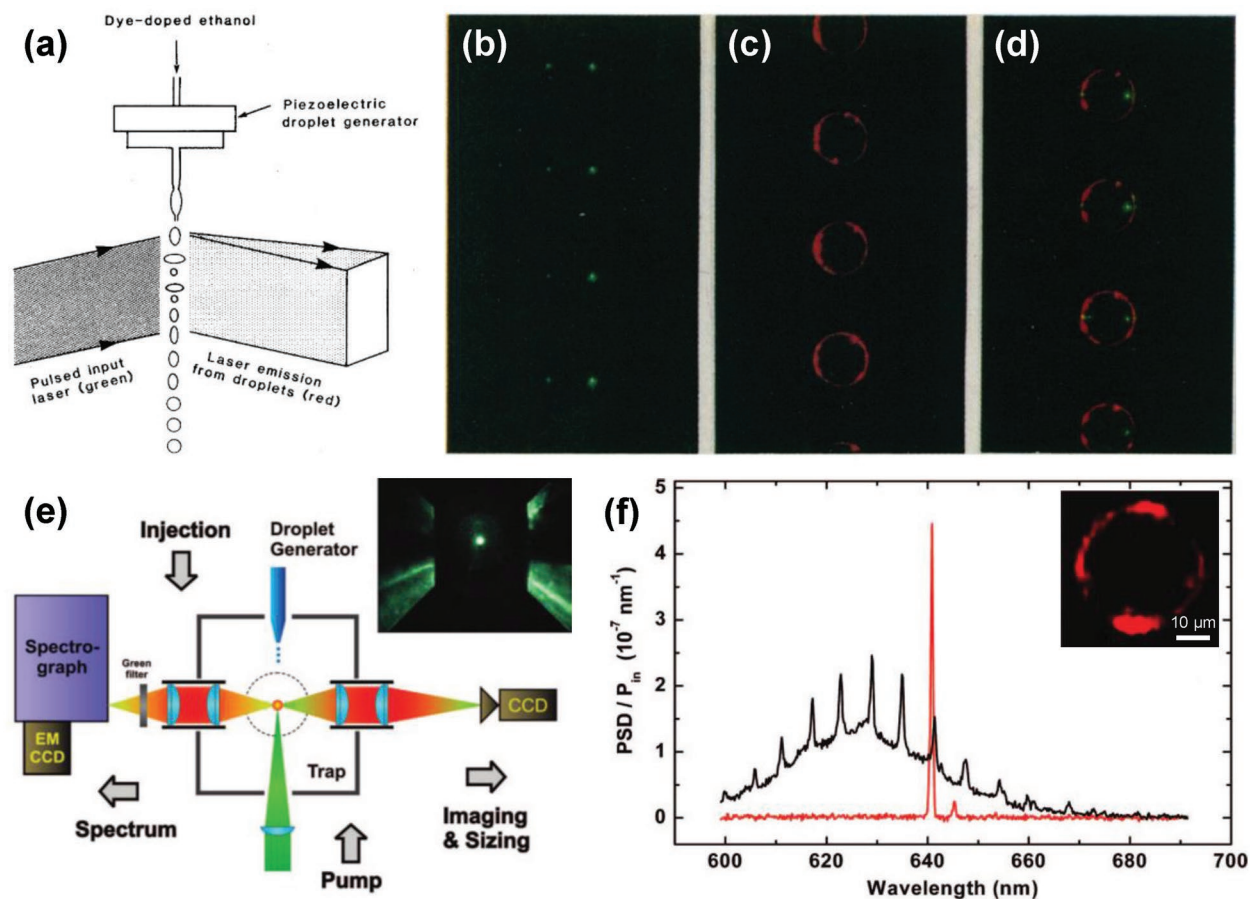 (a)
Dye-doped ethanol
Piezoelectric
droplet generator
Pulsed input
laser (green)
Laser emission
from droplets (red)
(b)
(c)
(d)
(e)
Injection
Droplet
Generator
Spectro-
graph
Green
filter
EM
CCD
CCD
Trap
Spectrum
Pump
Imaging
& Sizing
(f)
PSD / Pin (10-7 nm-1)
5
4
3
2
1
0
10 μm
600
620
640
660
680
700
Wavelength (nm)